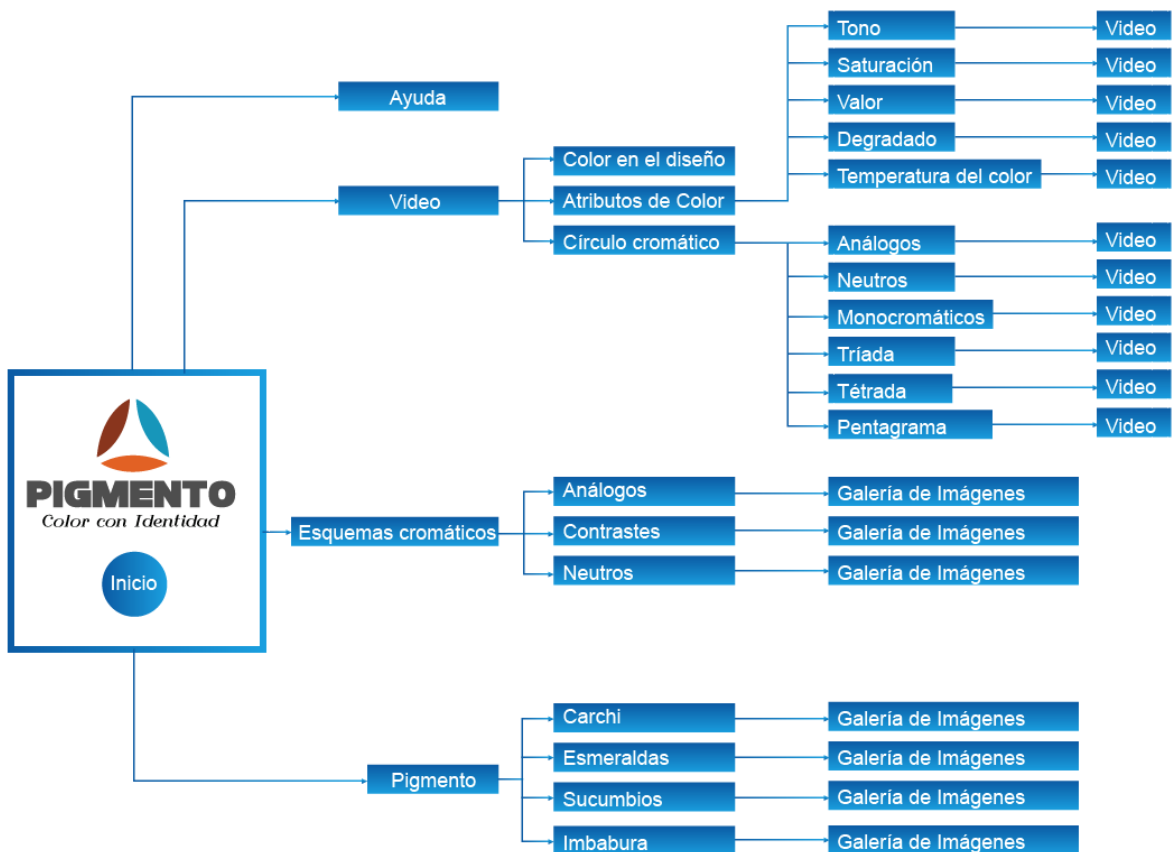 Ayuda
Video
Color en el diseño
Atributos de Color
Círculo cromático
Tono
Video
Saturación
Video
Valor
Video
Degradado
Video
Temperatura del color
Video
Análogos
Video
Neutros
Video
Monocromáticos
Video
Tríada
Video
Tétrada
Video
Pentagrama
Video
PIGMENTO
Color con Identidad
Inicio
Esquemas cromáticos
Análogos
Galería de Imágenes
Contrastes
Galería de Imágenes
Neutros
Galería de Imágenes
Pigmento
Carchi
Galería de Imágenes
Esmeraldas
Galería de Imágenes
Sucumbios
Galería de Imágenes
Imbabura
Galería de Imágenes